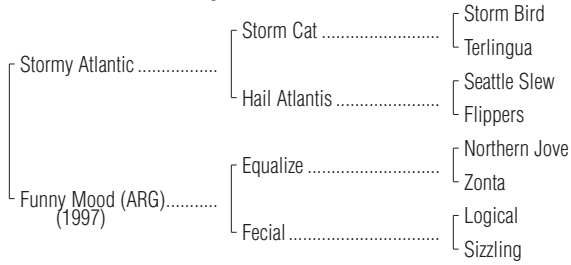 Storm Bird
Storm Cat ........................
Terlingua
Stormy Atlantic ................
Seattle Slew
Hail Atlantis .....................
Flippers
Northern Jove
Equalize ...........................
Zonta
Funny Mood (ARG)..........
(1997)
Logical
Fecial...............................
Sizzling